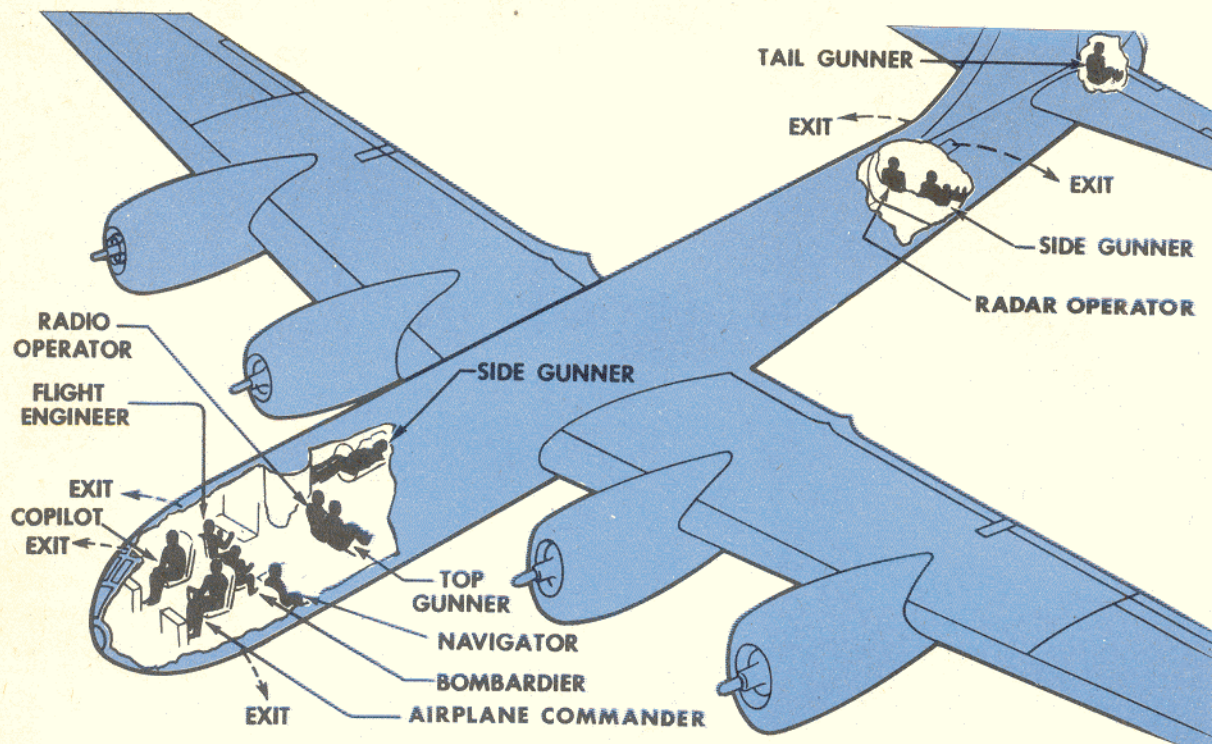 TAIL GUNNER
EXIT
EXIT
SIDE GUNNER
RADAR OPERATOR
RADIO
OPERATOR
SIDE GUNNER
FLIGHT
ENGINEER
EXIT
COPILOT
EXIT
TOP
GUNNER
NAVIGATOR
BOMBARDIER
EXIT
AIRPLANE COMMANDER